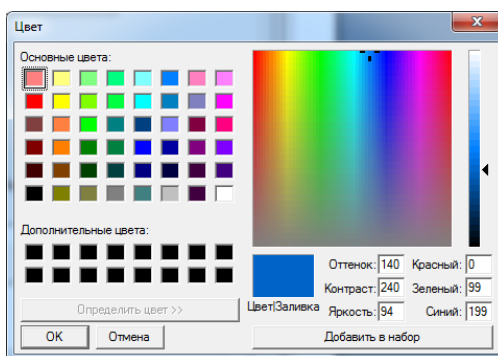 Цвет
Основные цвета:
Дополнительные цвета:
Определить цвет >>
ОК
Отмена
Цвет|Заливка
Оттенок: 140
Контраст: 240
Яркость: 94
Красный: 0
Зеленый: 99
Синий: 199
Добавить в набор